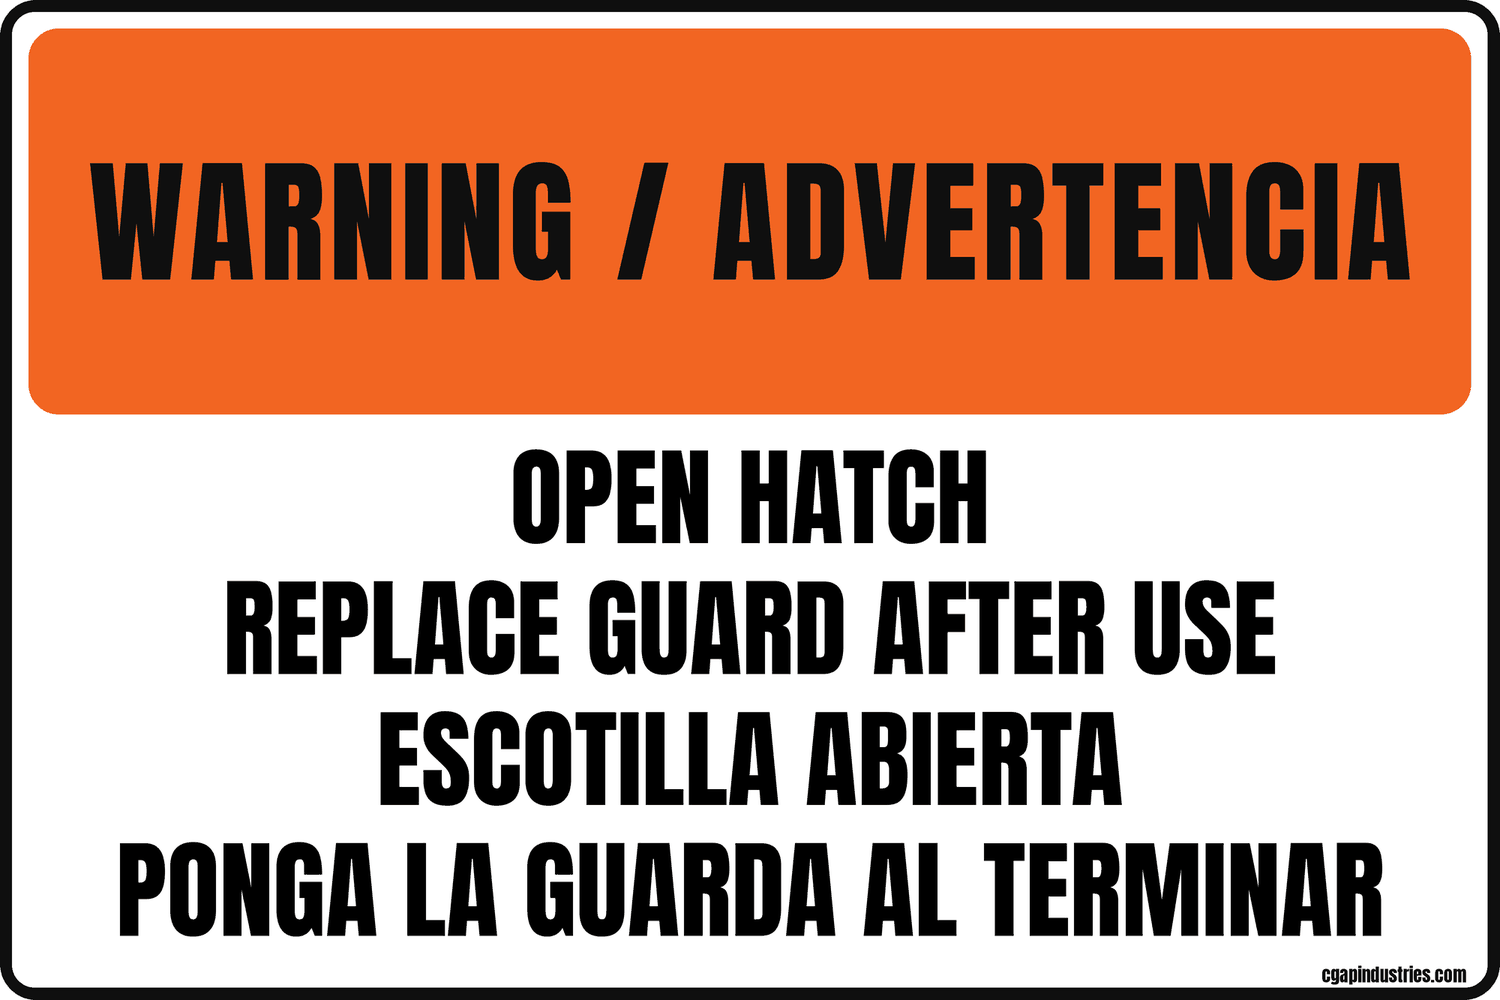 WARNING / ADVERTENCIA
OPEN HATCH
REPLACE GUARD AFTER USE
ESCOTILLA ABIERTA
PONGA LA GUARDA AL TERMINAR
cgapindustries.com